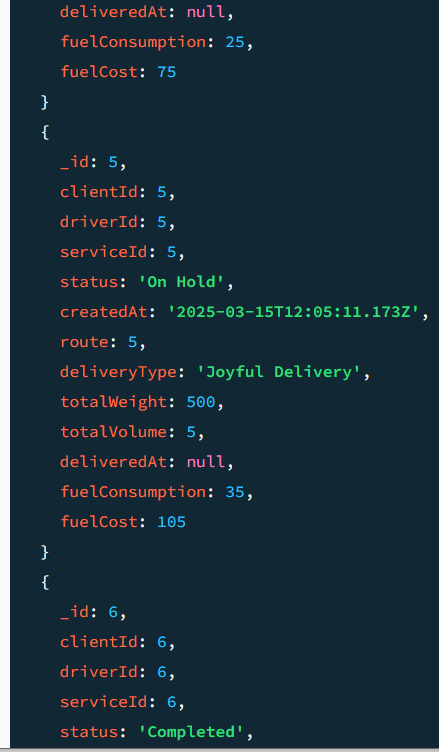 deliveredAt: null,
fuelConsumption: 25,
fuelCost: 75
}
{
_id: 5,
clientId: 5,
driverId: 5,
serviceId: 5,
status: 'On Hold',
createdAt: '2025-03-15T12:05:11.173Z',
route: 5,
deliveryType: 'Joyful Delivery',
totalWeight: 500,
totalVolume: 5,
deliveredAt: null,
fuelConsumption: 35,
fuelCost: 105
}
{
_id: 6,
clientId: 6,
driverId: 6,
serviceId: 6,
status: 'Completed',